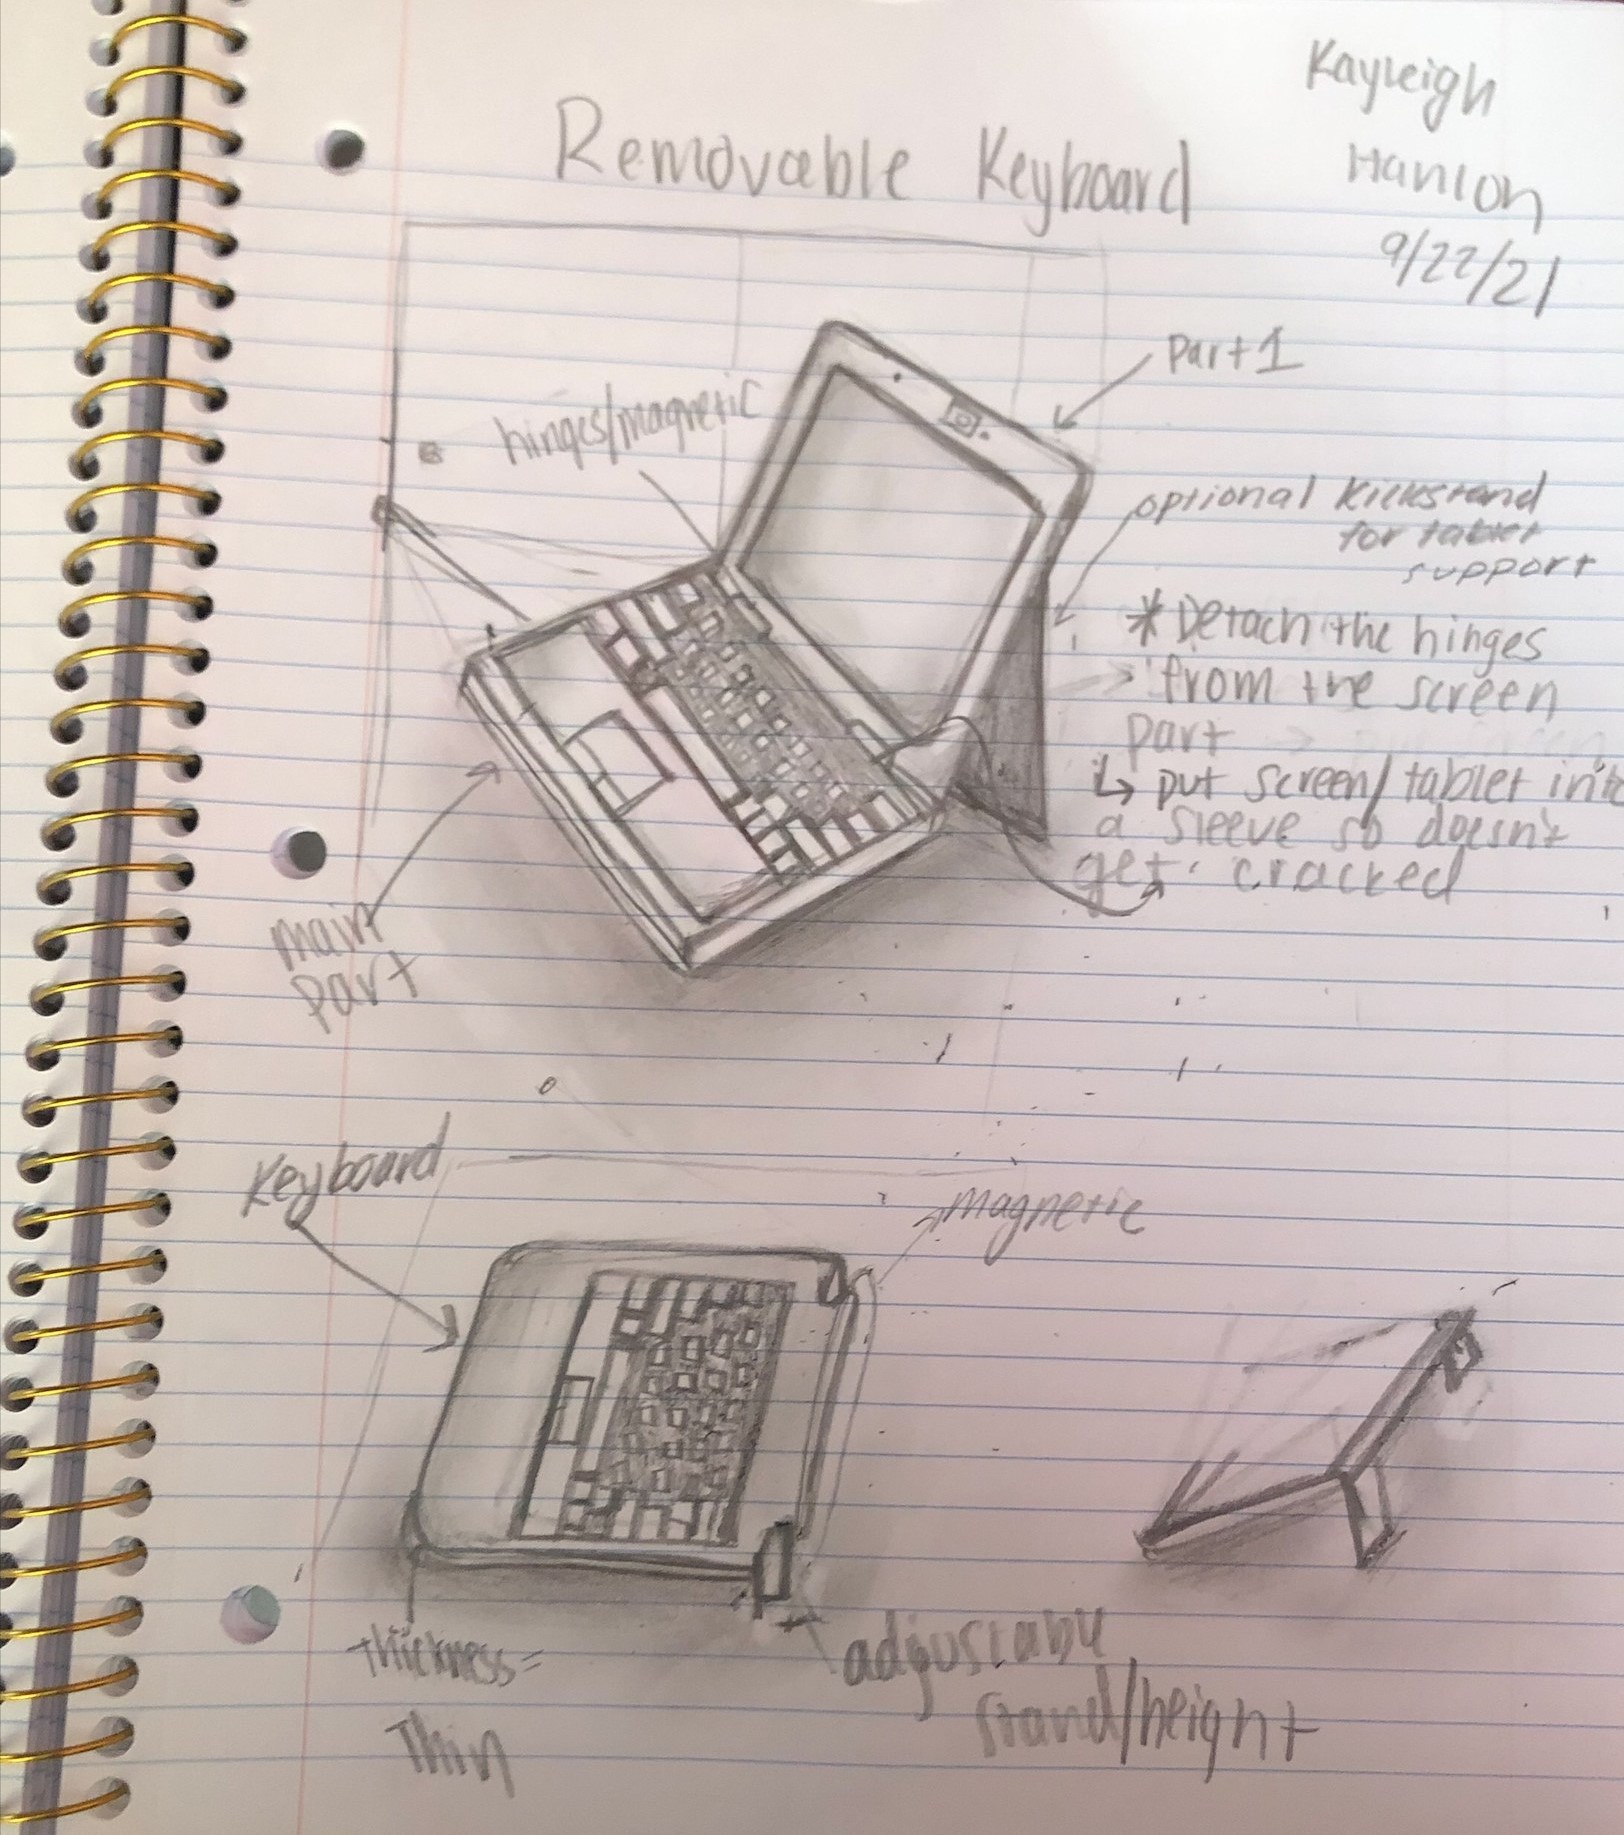 Kayleigh
Hanlon
9/22/21
Removable Keyboard
Part 1
hinges/magnetic
optional kickstand
for tablet
support
* Detach the hinges
from the screen
part
↳ put screen/tablet into
a sleeve so doesn't
get cracked
main
part
Keyboard
magnetic
thickness=
Thin
adjustable
stand/height